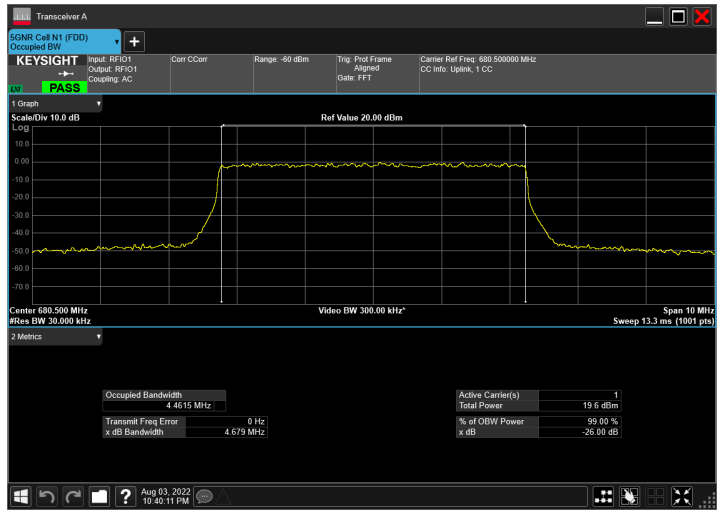 Transceiver A
5GNR Cell N1 (FDD)
Occupied BW
+
KEYSIGHT
PASS
Input: RFIO1
Output: RFIO1
Coupling: AC
Corr CCorr
Range: -60 dBm
Trig: Prot Frame
Aligned
Gate: FFT
Carrier Ref Freq: 680.500000 MHz
CC Info: Uplink, 1 CC
1 Graph
Scale/Div 10.0 dB
Ref Value 20.00 dBm
Log
10.0
0.00
-10.0
-20.0
-30.0
-40.0
-50.0
-60.0
-70.0
Center 680.500 MHz
Video BW 300.00 kHz*
Span 10 MHz
#Res BW 30.000 kHz
Sweep 13.3 ms (1001 pts)
2 Metrics
Occupied Bandwidth
4.4615 MHz
Transmit Freq Error 0 Hz
x dB Bandwidth 4.679 MHz
Active Carrier(s) 1
Total Power 19.6 dBm
% of OBW Power 99.00 %
x dB -26.00 dB
?
Aug 03, 2022
10:40:11 PM